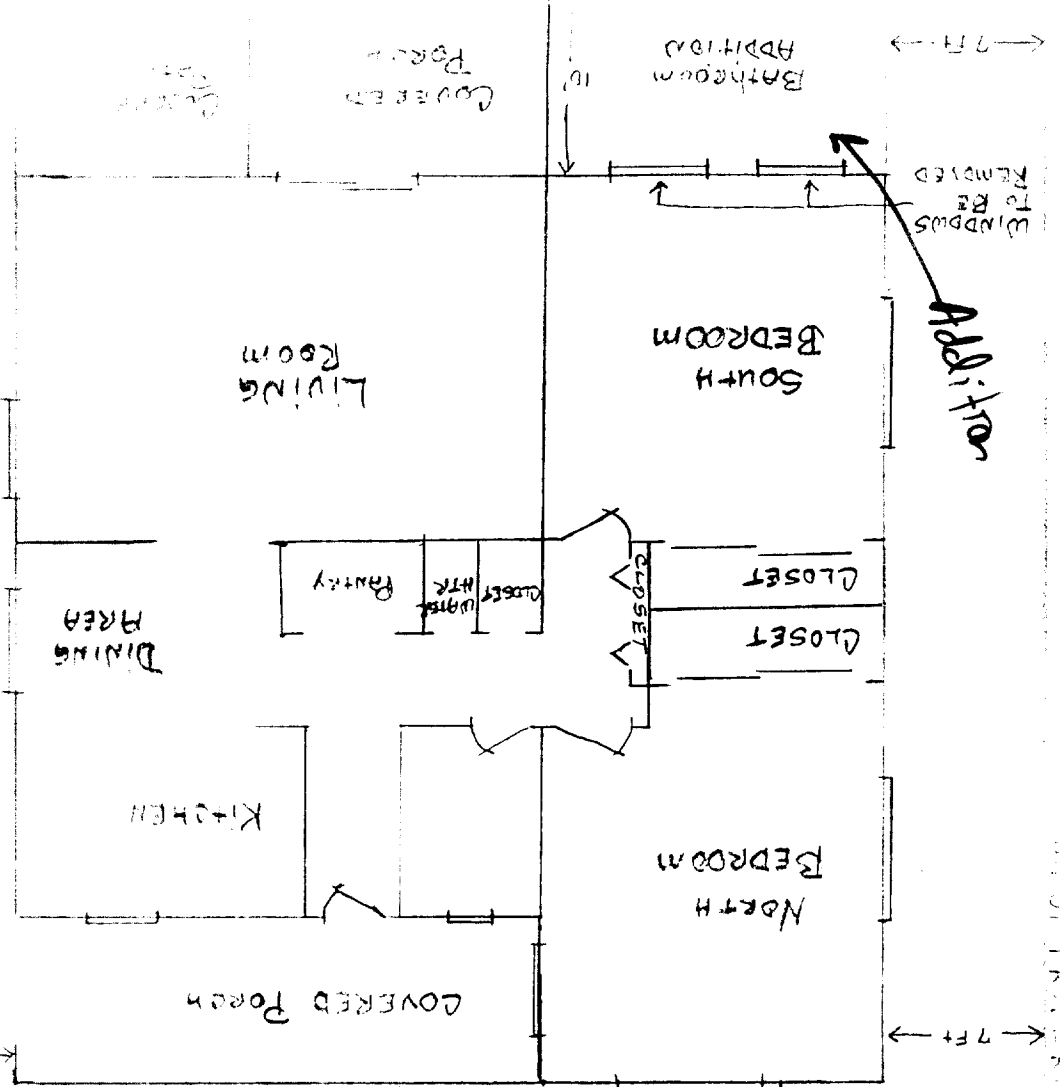 7 Ft
COVERED PORCH
NORTH
BEDROOM
KITCHEN
CLOSET
CLOSET
CLOSET
DINING
AREA
Pantry
WATER
HTR
CLOSET
SOUTH
BEDROOM
LIVING
ROOM
Addition
WINDOWS
TO BE
REMOVED
10'
BATHROOM
ADDITION
COVERED
PORCH
7 Ft